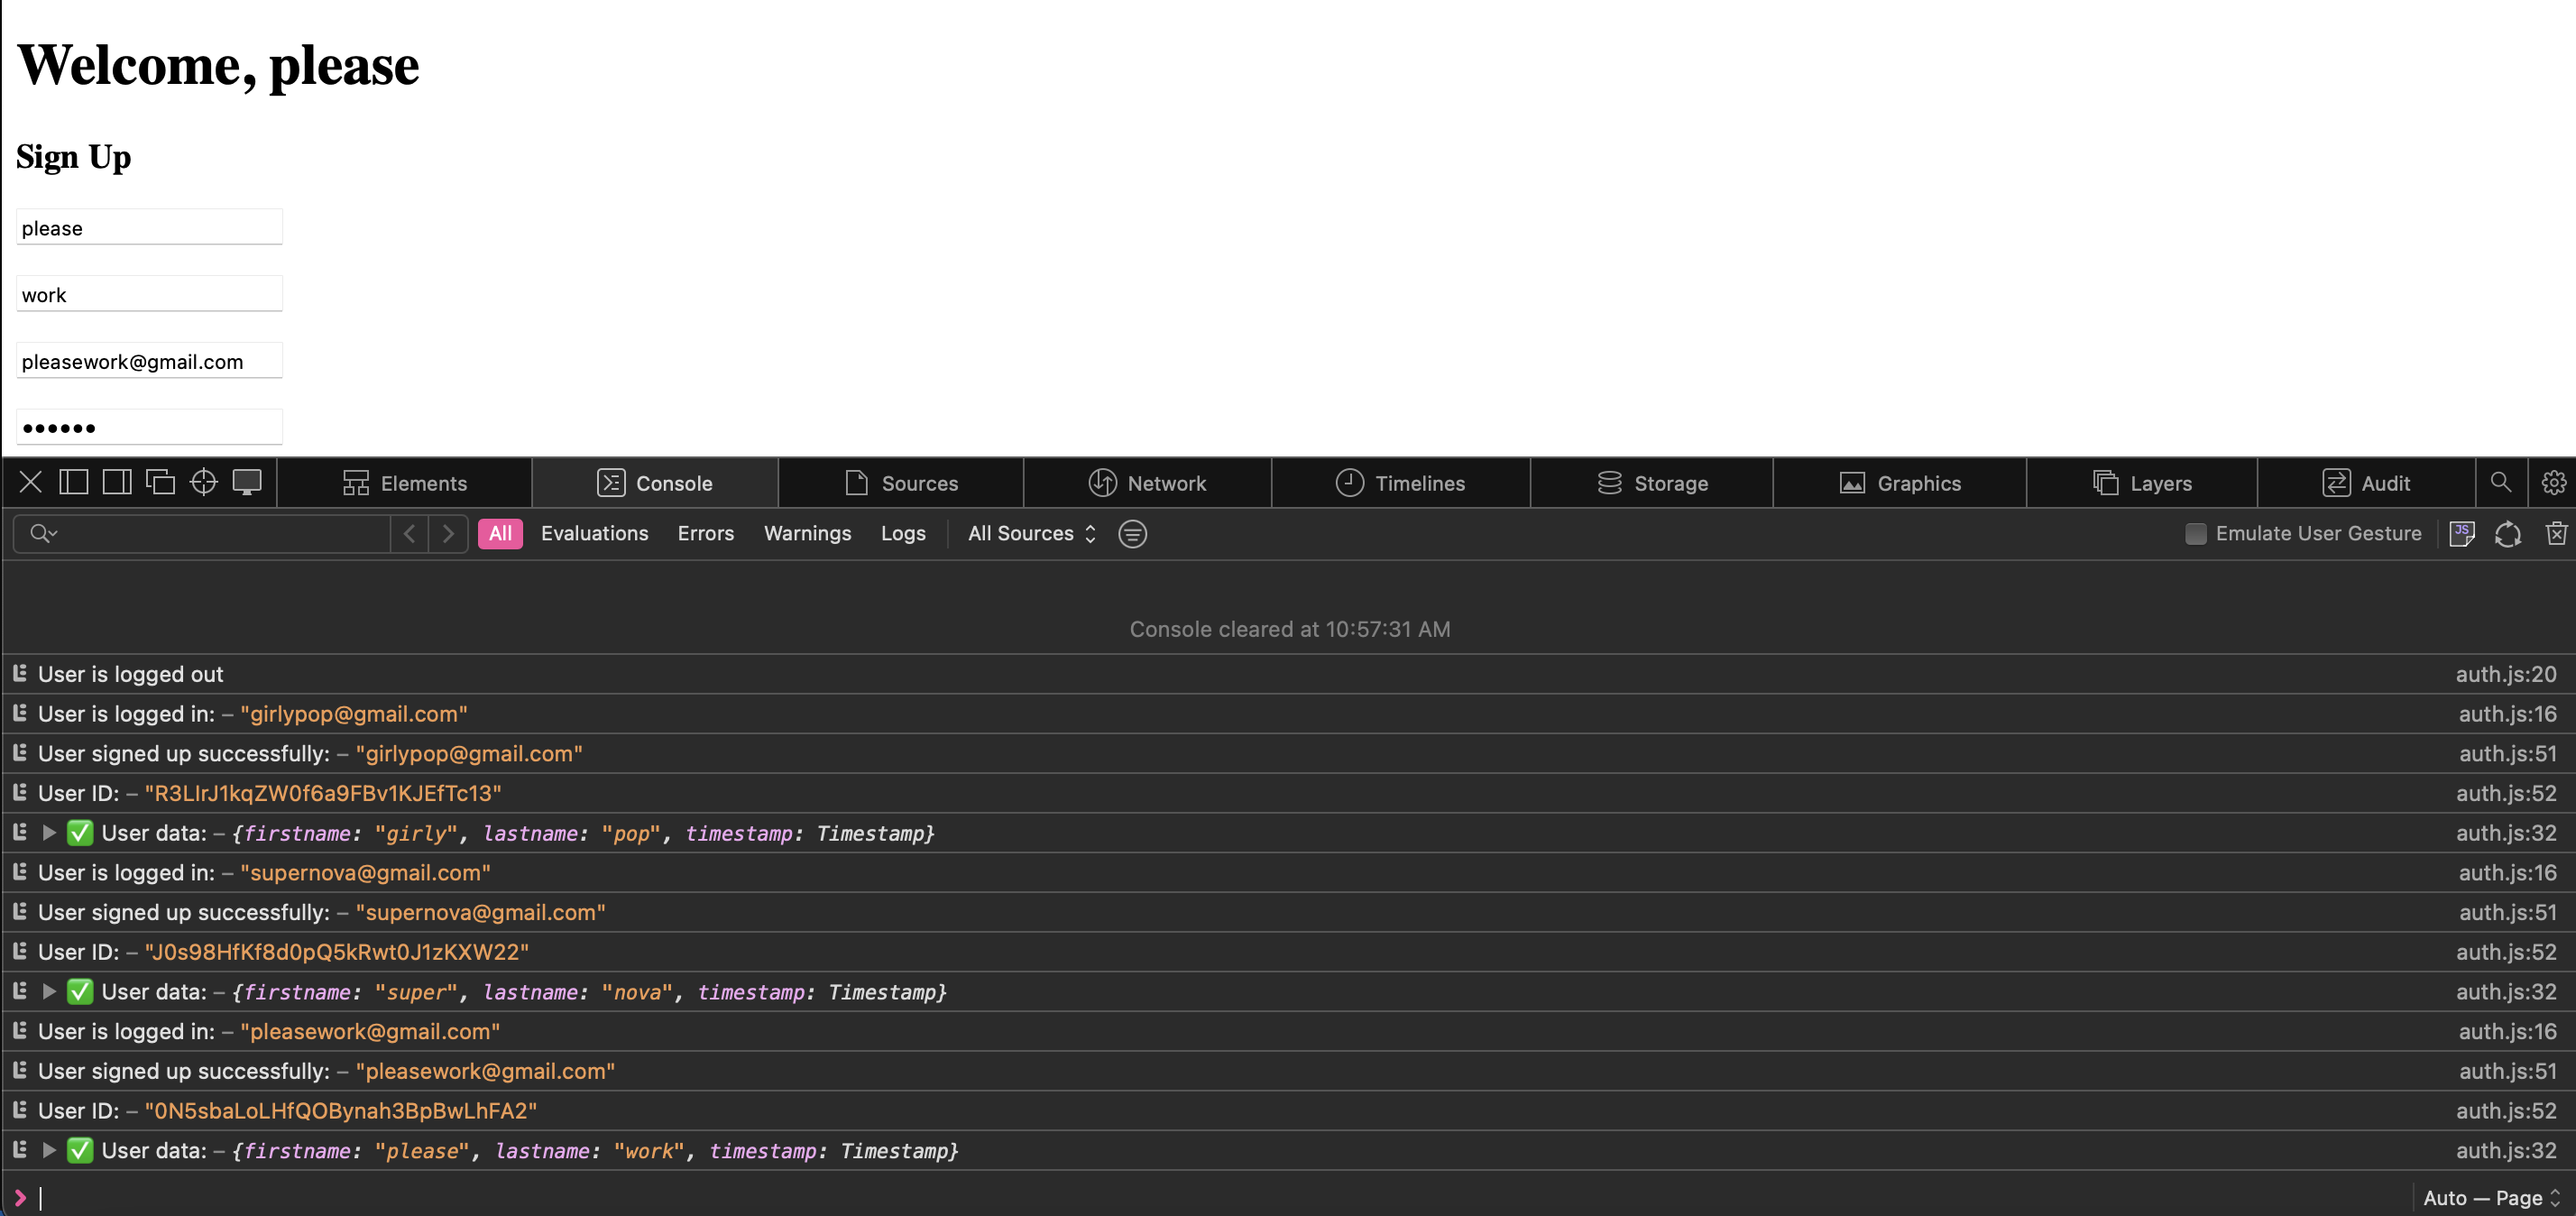 Welcome, please
Sign Up
please
work
pleasework@gmail.com
••••••
Elements Console Sources Network Timelines Storage Graphics Layers Audit
All Evaluations Errors Warnings Logs All Sources Emulate User Gesture JS
Console cleared at 10:57:31 AM
User is logged out auth.js:20
User is logged in: – "girlypop@gmail.com" auth.js:16
User signed up successfully: – "girlypop@gmail.com" auth.js:51
User ID: – "R3LIrJ1kqZW0f6a9FBv1KJEfTc13" auth.js:52
✅ User data: – {firstname: "girly", lastname: "pop", timestamp: Timestamp} auth.js:32
User is logged in: – "supernova@gmail.com" auth.js:16
User signed up successfully: – "supernova@gmail.com" auth.js:51
User ID: – "J0s98HfKf8d0pQ5kRwt0J1zKXW22" auth.js:52
✅ User data: – {firstname: "super", lastname: "nova", timestamp: Timestamp} auth.js:32
User is logged in: – "pleasework@gmail.com" auth.js:16
User signed up successfully: – "pleasework@gmail.com" auth.js:51
User ID: – "0N5sbaLoLHfQOBynah3BpBwLhFA2" auth.js:52
✅ User data: – {firstname: "please", lastname: "work", timestamp: Timestamp} auth.js:32
Auto — Page